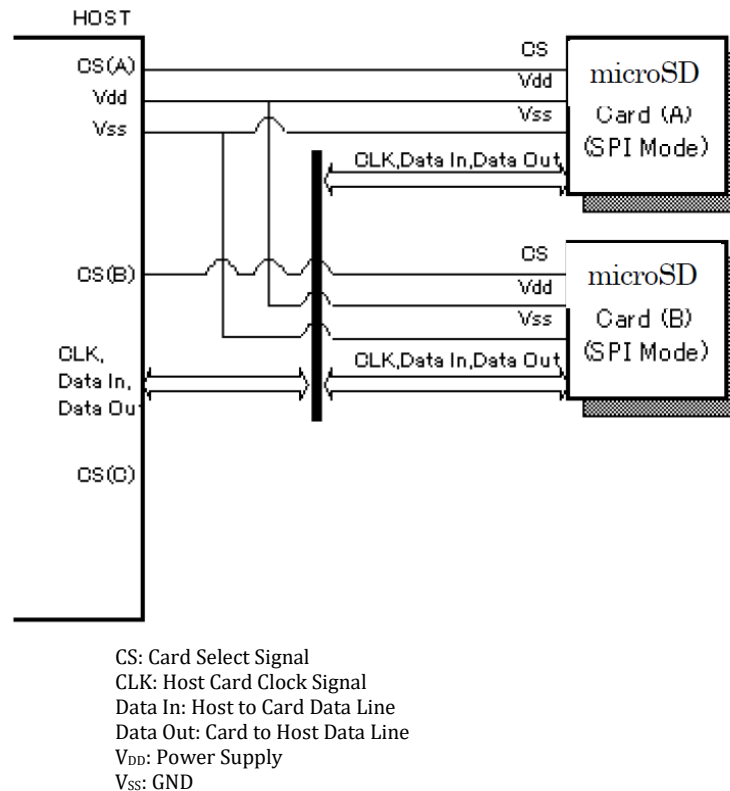 HOST
CS(A)
Vdd
Vss
CS
Vdd
Vss
microSD
Card (A)
(SPI Mode)
CLK,Data In,Data Out
CS(B)
CS
Vdd
Vss
microSD
Card (B)
(SPI Mode)
CLK,
Data In,
Data Ou
CLK,Data In,Data Out
CS(C)
CS: Card Select Signal
CLK: Host Card Clock Signal
Data In: Host to Card Data Line
Data Out: Card to Host Data Line
VDD: Power Supply
VSS: GND